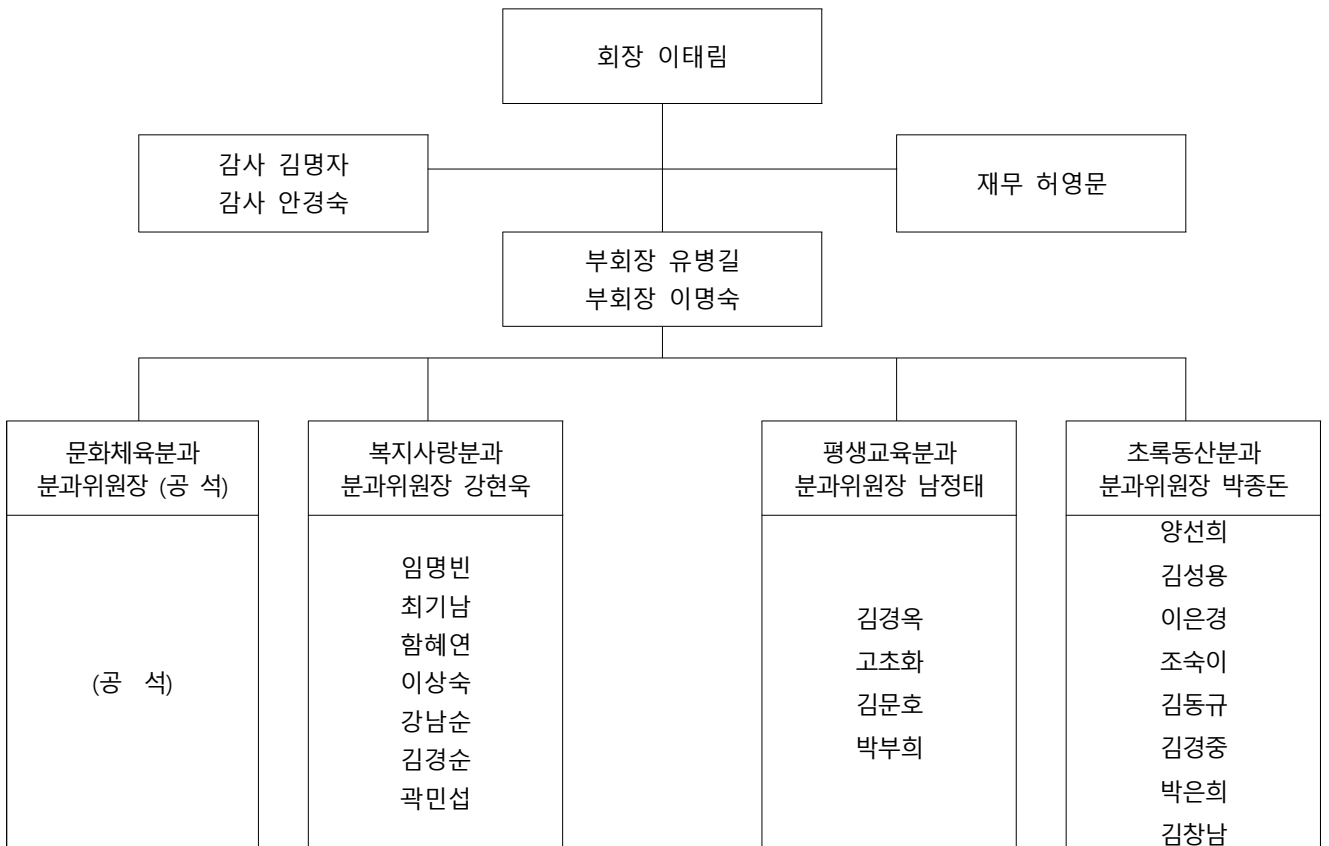 회장 이태림
감사 김명자
감사 안경숙
재무 허영문
부회장 유병길
부회장 이명숙
문화체육분과
분과위원장 (공 석)
(공 석)
복지사랑분과
분과위원장 강현욱
임명빈
최기남
함혜연
이상숙
강남순
김경순
곽민섭
평생교육분과
분과위원장 남정태
김경옥
고초화
김문호
박부희
초록동산분과
분과위원장 박종돈
양선희
김성용
이은경
조숙이
김동규
김경중
박은희
김창남